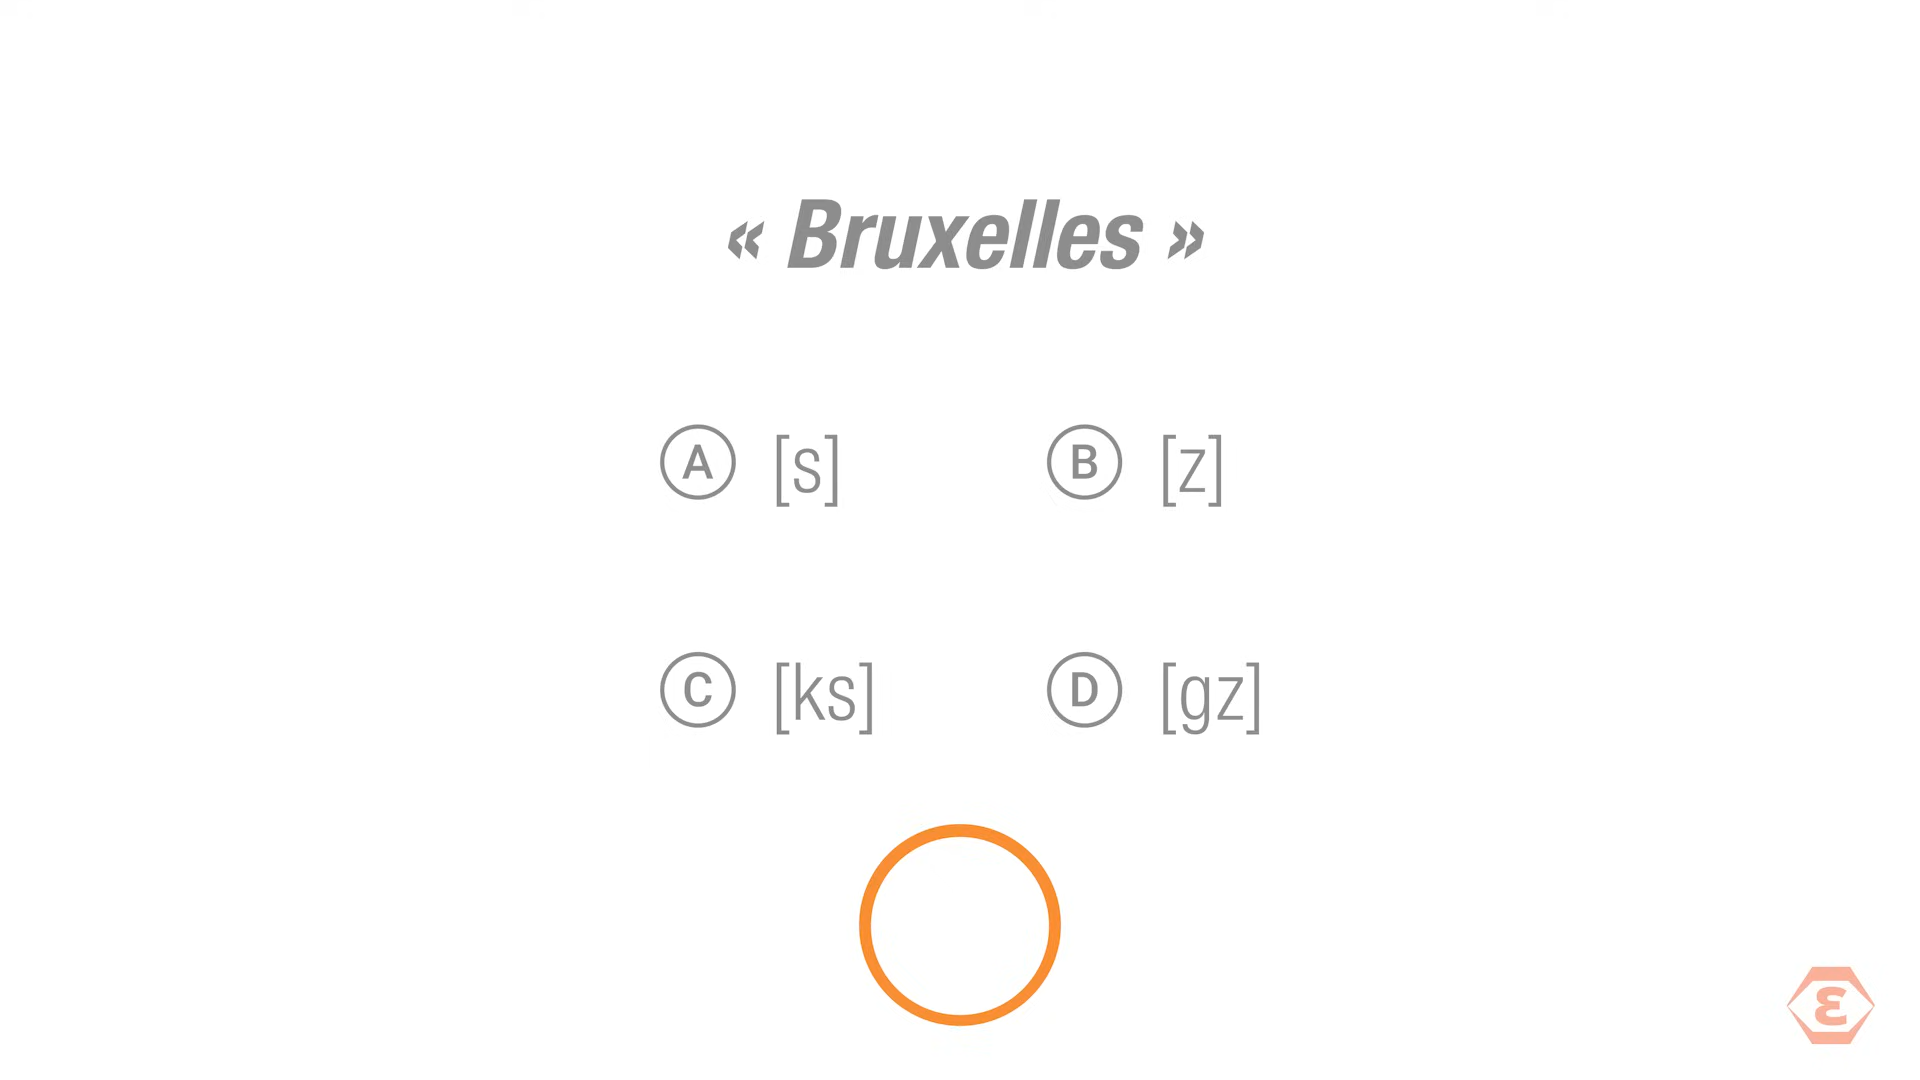 « Bruxelles »
A [s] B [z]
C [ks] D [gz]
ε